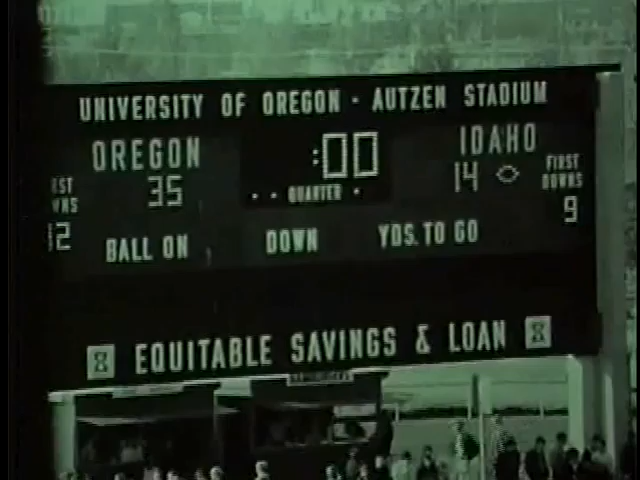 UNIVERSITY OF OREGON - AUTZEN STADIUM
OREGON :00 IDAHO
35 14
QUARTER
FIRST DOWNS
9
BALL ON DOWN YDS. TO GO
EQUITABLE SAVINGS & LOAN